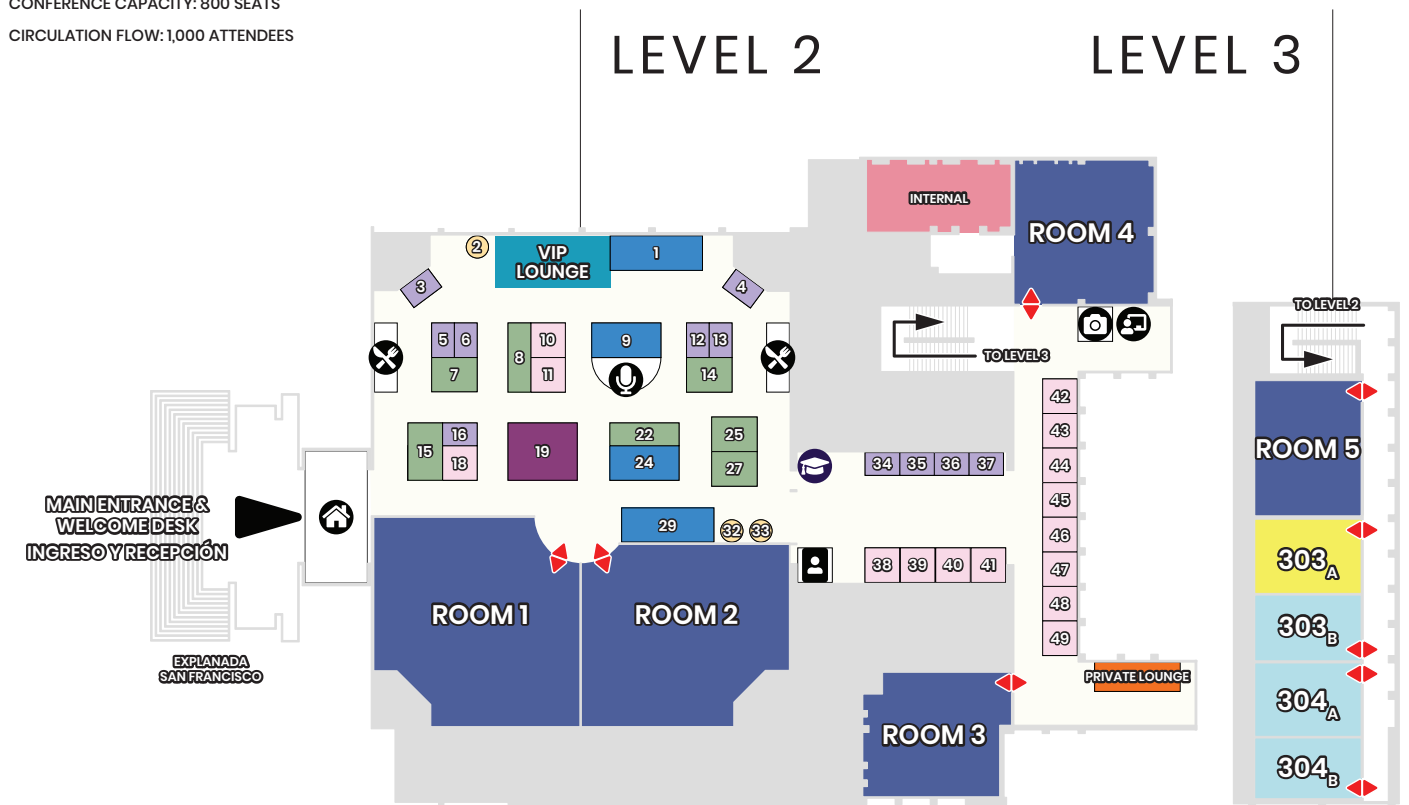 CONFERENCE CAPACITY: 800 SEATS
CIRCULATION FLOW: 1,000 ATTENDEES
LEVEL 2
LEVEL 3
INTERNAL
ROOM 4
2
VIP
LOUNGE
1
3
4
TO LEVEL 2
5
6
7
8
10
11
9
12
13
14
TO LEVEL 3
42
43
44
45
46
47
48
49
15
16
18
19
22
24
25
27
34
35
36
37
ROOM 5
MAIN ENTRANCE &
WELCOME DESK
INGRESO Y RECEPCIÓN
29
32
33
38
39
40
41
303A
ROOM 1
ROOM 2
303B
EXPLANADA
SAN FRANCISCO
PRIVATE LOUNGE
304A
ROOM 3
304B